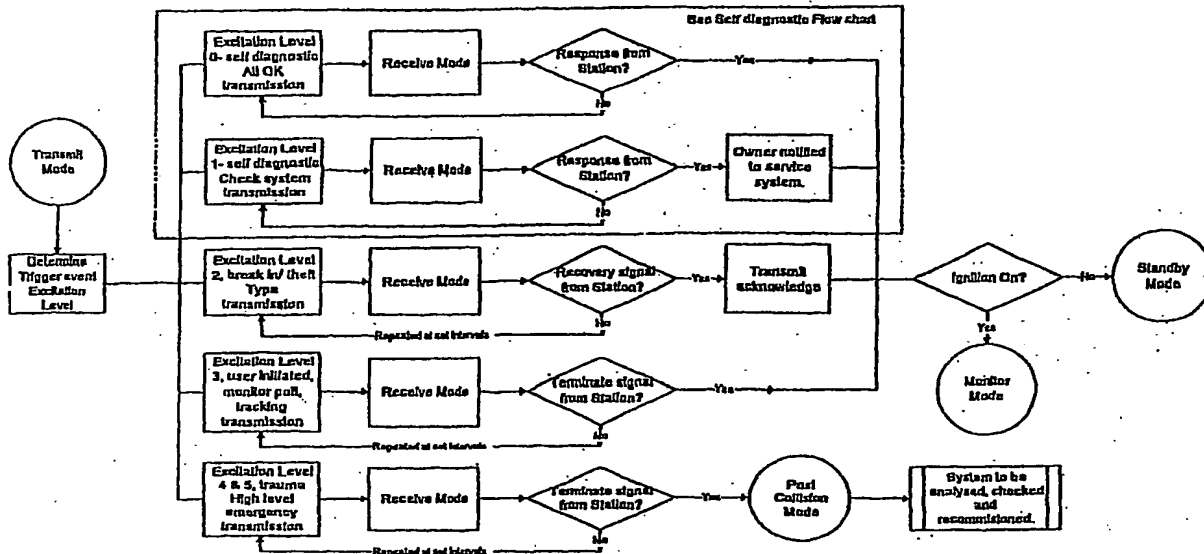 See Self diagnostic Flow chart
Excitation Level
0- self diagnostic
All OK
transmission
Receive Mode
Response from
Station?
Yes
No
Transmit
Mode
Excitation Level
1- self diagnostic
Check system
transmission
Receive Mode
Response from
Station?
Yes
Owner notified
to service
system.
No
Determine
Trigger event
Excitation
Level
Excitation Level
2, break in/ theft
Type
transmission
Receive Mode
Recovery signal
from Station?
Yes
Transmit
acknowledge
Ignition On?
No
Standby
Mode
No
Repeated at set intervals
Yes
Monitor
Mode
Excitation Level
3, user initiated,
monitor poll,
tracking
transmission
Receive Mode
Terminate signal
from Station?
Yes
No
Repeated at set intervals
Excitation Level
4 & 5, trauma
High level
emergency
transmission
Receive Mode
Terminate signal
from Station?
Yes
Post
Collision
Mode
System to be
analysed, checked
and
recommisioned.
No
Repeated at set intervals